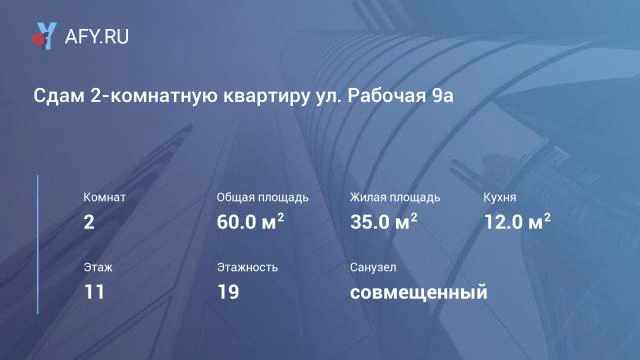 AFY.RU
Сдам 2-комнатную квартиру ул. Рабочая 9а
Комнат Общая площадь Жилая площадь Кухня
2 60.0 м² 35.0 м² 12.0 м²
Этаж Этажность Санузел
11 19 совмещенный